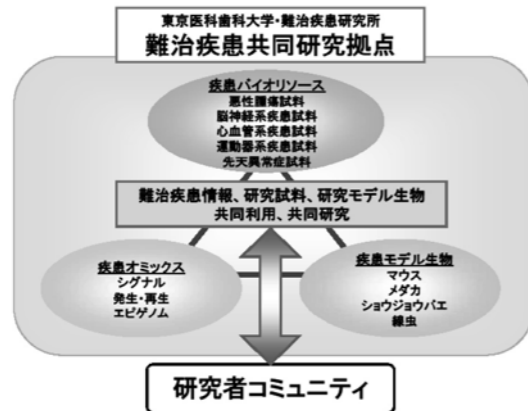 東京医科歯科大学・難治疾患研究所
難治疾患共同研究拠点
疾患バイオリソース
悪性腫瘍試料
脳神経系疾患試料
心血管系疾患試料
運動器系疾患試料
先天異常症試料
難治疾患情報、研究試料、研究モデル生物
共同利用、共同研究
疾患オミックス
シグナル
発生・再生
エピゲノム
疾患モデル生物
マウス
メダカ
ショウジョウバエ
線虫
研究者コミュニティ